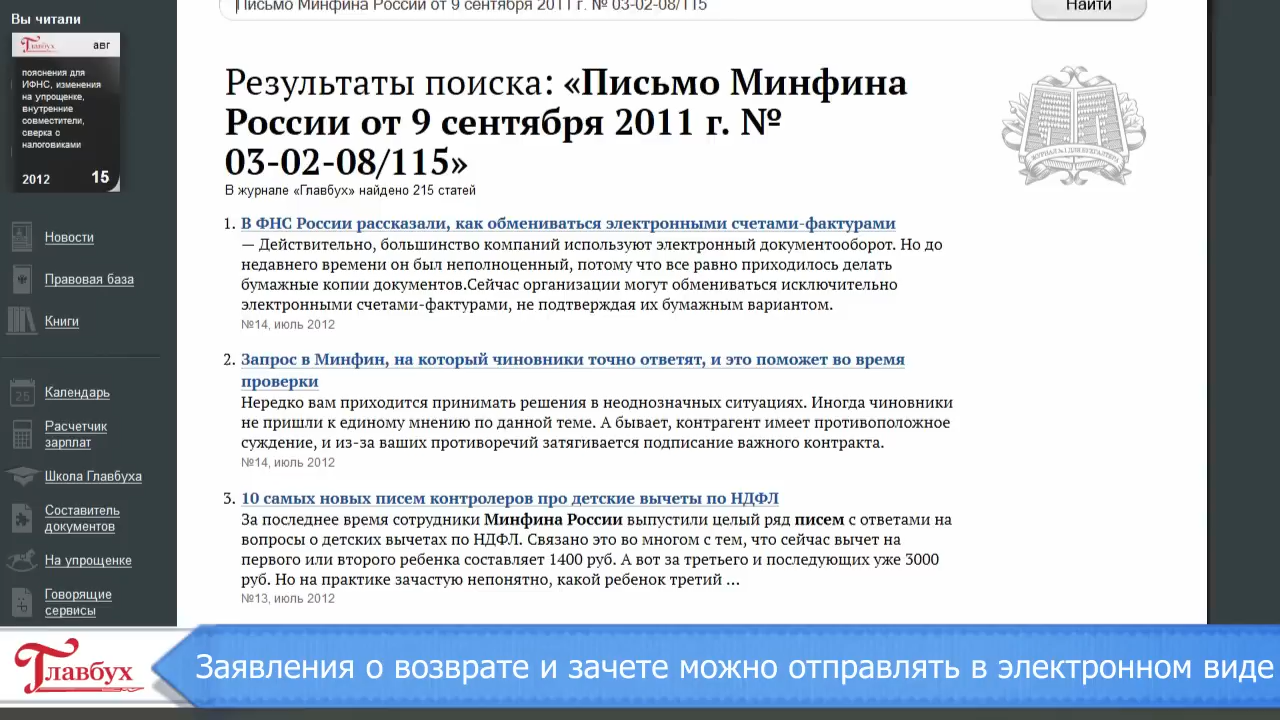 Вы читали
Главбух
авг
пояснения для
ИФНС, изменения
на упрощенке,
внутренние
совместители,
сверка с
налоговиками
2012
15
Новости
Правовая база
Книги
25
Календарь
Расчетчик
зарплат
Школа Главбуха
Составитель
документов
На упрощенке
Говорящие
сервисы
Письмо Минфина России от 9 сентября 2011 г. № 03-02-08/115
Найти
Результаты поиска: «Письмо Минфина
России от 9 сентября 2011 г. №
03-02-08/115»
В журнале «Главбух» найдено 215 статей
ЖУРНАЛ №1 ДЛЯ БУХГАЛТЕРА
1. В ФНС России рассказали, как обмениваться электронными счетами-фактурами
— Действительно, большинство компаний используют электронный документооборот. Но до
недавнего времени он был неполноценный, потому что все равно приходилось делать
бумажные копии документов.Сейчас организации могут обмениваться исключительно
электронными счетами-фактурами, не подтверждая их бумажным вариантом.
№14, июль 2012
2. Запрос в Минфин, на который чиновники точно ответят, и это поможет во время
проверки
Нередко вам приходится принимать решения в неоднозначных ситуациях. Иногда чиновники
не пришли к единому мнению по данной теме. А бывает, контрагент имеет противоположное
суждение, и из-за ваших противоречий затягивается подписание важного контракта.
№14, июль 2012
3. 10 самых новых писем контролеров про детские вычеты по НДФЛ
За последнее время сотрудники Минфина России выпустили целый ряд писем с ответами на
вопросы о детских вычетах по НДФЛ. Связано это во многом с тем, что сейчас вычет на
первого или второго ребенка составляет 1400 руб. А вот за третьего и последующих уже 3000
руб. Но на практике зачастую непонятно, какой ребенок третий ...
№13, июль 2012
Главбух
Заявления о возврате и зачете можно отправлять в электронном виде